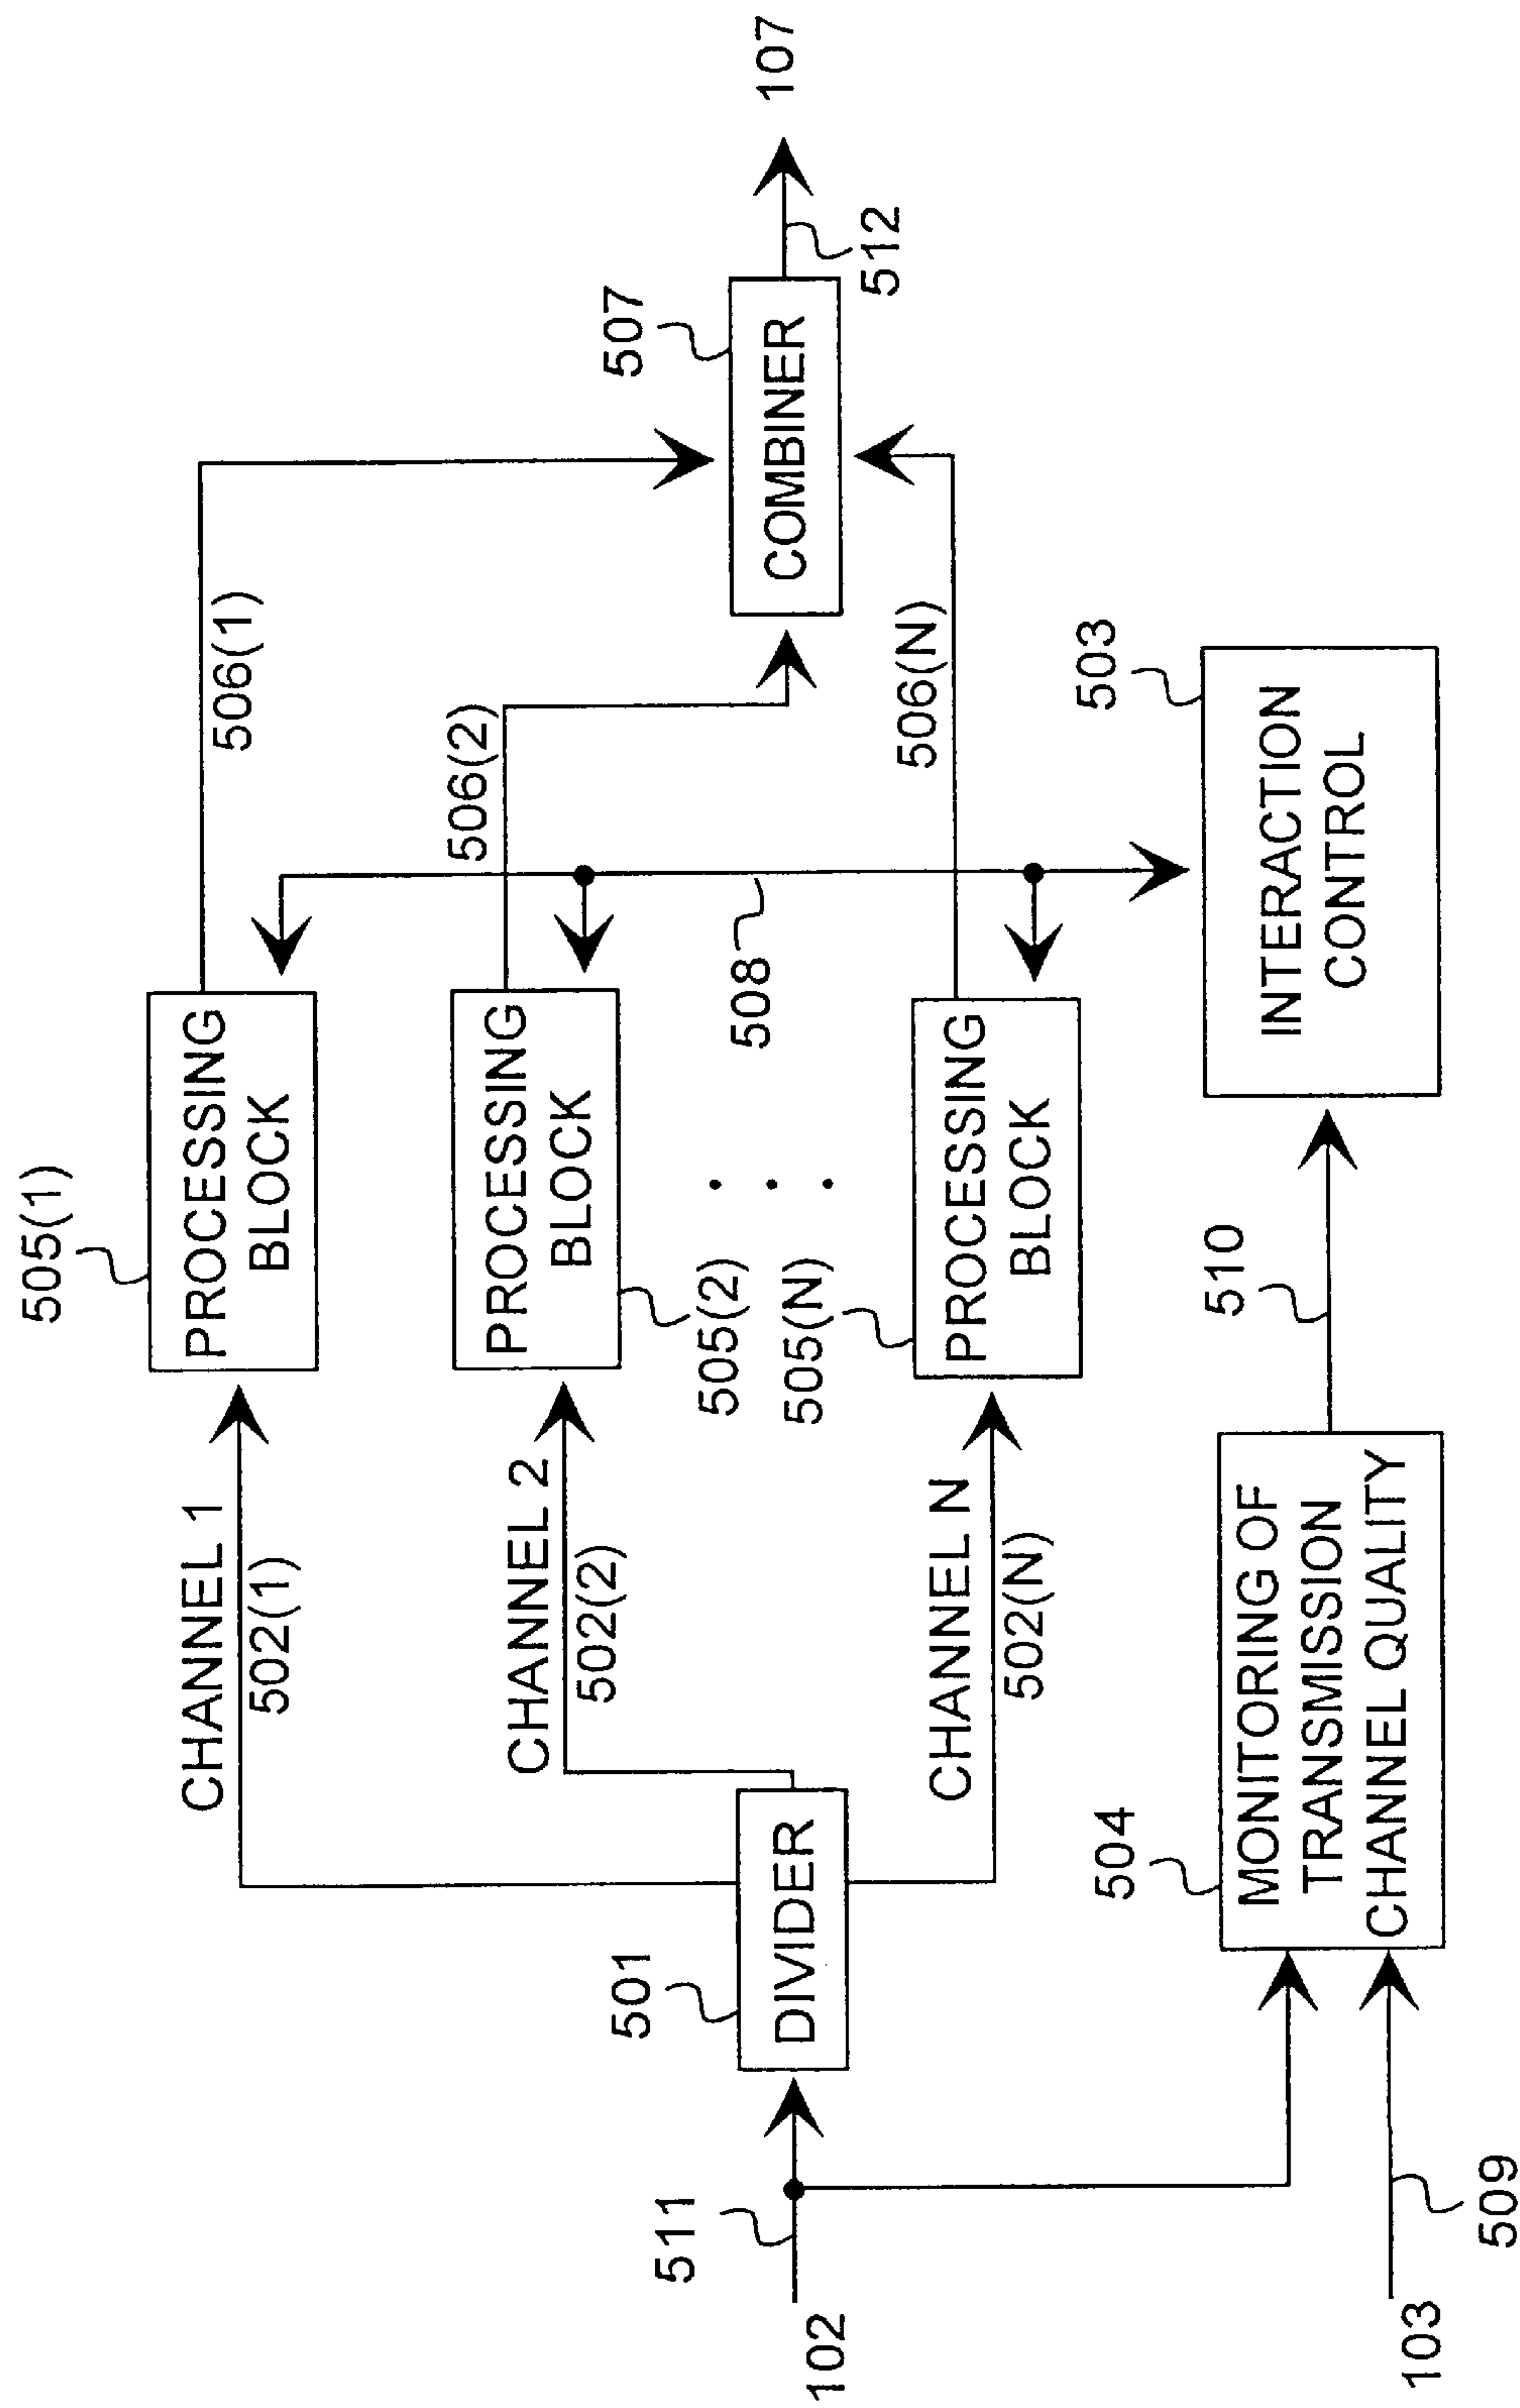 505(1)
CHANNEL 1
502(1)
PROCESSING
BLOCK
506(1)
506(2)
CHANNEL 2
502(2)
PROCESSING
BLOCK
507
107
511
102
501
DIVIDER
505(2)
508
COMBINER
512
505(N)
CHANNEL N
502(N)
PROCESSING
BLOCK
506(N)
504
MONITORING OF
TRANSMISSION
CHANNEL QUALITY
510
503
INTERACTION
CONTROL
103
509